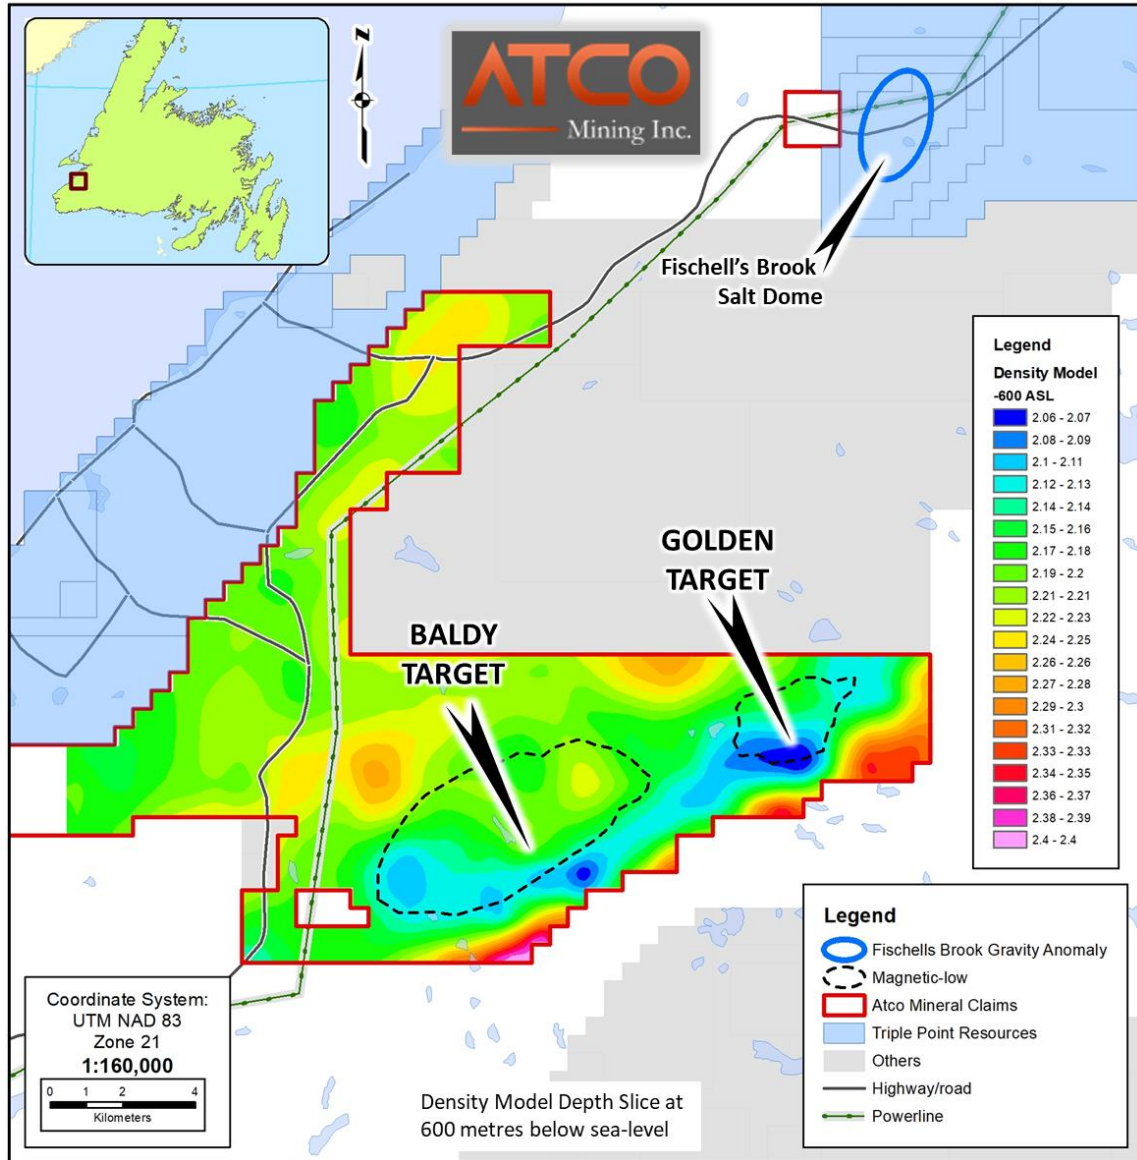 N
ATCO
Mining Inc.
Fischell's Brook
Salt Dome
Legend
Density Model
-600 ASL
2.06 - 2.07
2.08 - 2.09
2.1 - 2.11
2.12 - 2.13
2.14 - 2.14
2.15 - 2.16
2.17 - 2.18
2.19 - 2.2
2.21 - 2.21
2.22 - 2.23
2.24 - 2.25
2.26 - 2.26
2.27 - 2.28
2.29 - 2.3
2.31 - 2.32
2.33 - 2.33
2.34 - 2.35
2.36 - 2.37
2.38 - 2.39
2.4 - 2.4
GOLDEN
TARGET
BALDY
TARGET
Legend
Fischells Brook Gravity Anomaly
Magnetic-low
Atco Mineral Claims
Triple Point Resources
Others
Highway/road
Powerline
Coordinate System:
UTM NAD 83
Zone 21
1:160,000
0 1 2 4
Kilometers
Density Model Depth Slice at
600 metres below sea-level